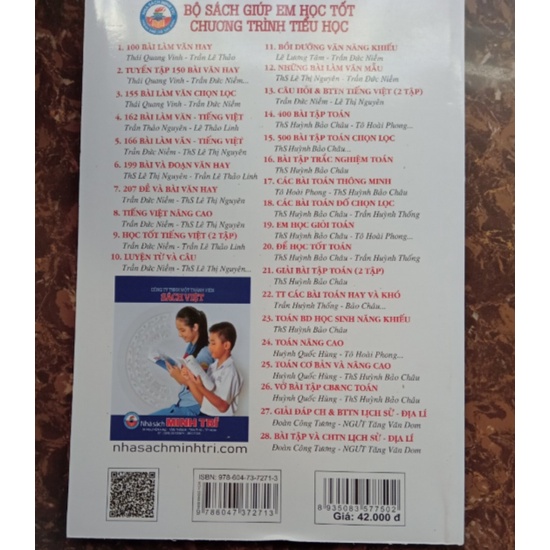 BỘ SÁCH GIÚP EM HỌC TỐT
CHƯƠNG TRÌNH TIỂU HỌC
1. 100 BÀI LÀM VĂN HAY
Thái Quang Vinh - Trần Lê Thảo
2. TUYỂN TẬP 150 BÀI VĂN HAY
Thái Quang Vinh - Trần Đức Niềm...
3. 155 BÀI LÀM VĂN CHỌN LỌC
Thái Quang Vinh - Trần Đức Niềm
4. 162 BÀI LÀM VĂN - TIẾNG VIỆT
Trần Thảo Nguyên - Lê Thảo Linh
5. 166 BÀI LÀM VĂN - TIẾNG VIỆT
Trần Đức Niềm - ThS Lê Thị Nguyên
6. 199 BÀI VÀ ĐOẠN VĂN HAY
ThS Lê Thị Nguyên - Trần Lê Thảo Linh
7. 207 ĐỀ VÀ BÀI VĂN HAY
Trần Đức Niềm - ThS Lê Thị Nguyên
8. TIẾNG VIỆT NÂNG CAO
Trần Đức Niềm - ThS Lê Thị Nguyên
9. HỌC TỐT TIẾNG VIỆT (2 TẬP)
Trần Đức Niềm - Trần Lê Thảo Linh
10. LUYỆN TỪ VÀ CÂU
Trần Đức Niềm - ThS Lê Thị Nguyên...
11. BỒI DƯỠNG VĂN NĂNG KHIẾU
Lê Lương Tâm - Trần Đức Niềm
12. NHỮNG BÀI LÀM VĂN MẪU
ThS Lê Thị Nguyên - Trần Đức Niềm
13. CÂU HỎI & BTTN TIẾNG VIỆT (2 TẬP)
Trần Đức Niềm - Lê Thị Nguyên
14. 400 BÀI TẬP TOÁN
ThS Huỳnh Bảo Châu - Tô Hoài Phong...
15. 500 BÀI TẬP TOÁN CHỌN LỌC
ThS Huỳnh Bảo Châu...
16. BÀI TẬP TRẮC NGHIỆM TOÁN
ThS Huỳnh Bảo Châu
17. CÁC BÀI TOÁN THÔNG MINH
Tô Hoài Phong - ThS Huỳnh Bảo Châu
18. CÁC BÀI TOÁN ĐỐ CHỌN LỌC
ThS Huỳnh Bảo Châu - Trần Huỳnh Thống
19. EM HỌC GIỎI TOÁN
ThS Huỳnh Bảo Châu - Tô Hoài Phong...
20. ĐỂ HỌC TỐT TOÁN
ThS Huỳnh Bảo Châu - Trần Huỳnh Thống
21. GIẢI BÀI TẬP TOÁN (2 TẬP)
ThS Huỳnh Bảo Châu
22. TT CÁC BÀI TOÁN HAY VÀ KHÓ
Trần Huỳnh Thống - Bảo Châu...
23. TOÁN BD HỌC SINH NĂNG KHIẾU
ThS Huỳnh Bảo Châu
24. TOÁN NÂNG CAO
Huỳnh Quốc Hùng - Tô Hoài Phong...
25. TOÁN CƠ BẢN VÀ NÂNG CAO
Huỳnh Quốc Hùng - ThS Huỳnh Bảo Châu
26. VỞ BÀI TẬP CB&NC TOÁN
Huỳnh Quốc Hùng - ThS Huỳnh Bảo Châu
27. GIẢI ĐÁP CH & BTTN LỊCH SỬ - ĐỊA LÍ
Đoàn Công Tương - NGƯT Tăng Văn Dom
28. BÀI TẬP VÀ CHTN LỊCH SỬ - ĐỊA LÍ
Đoàn Công Tương - NGƯT Tăng Văn Dom
CÔNG TY TNHH MỘT THÀNH VIÊN
SÁCH VIỆT
Nhà sách MINH TRÍ
nhasachminhtri.com
ISBN: 978-604-73-7271-3
9 786047 372713
8 935083 577502
Giá: 42.000 đ